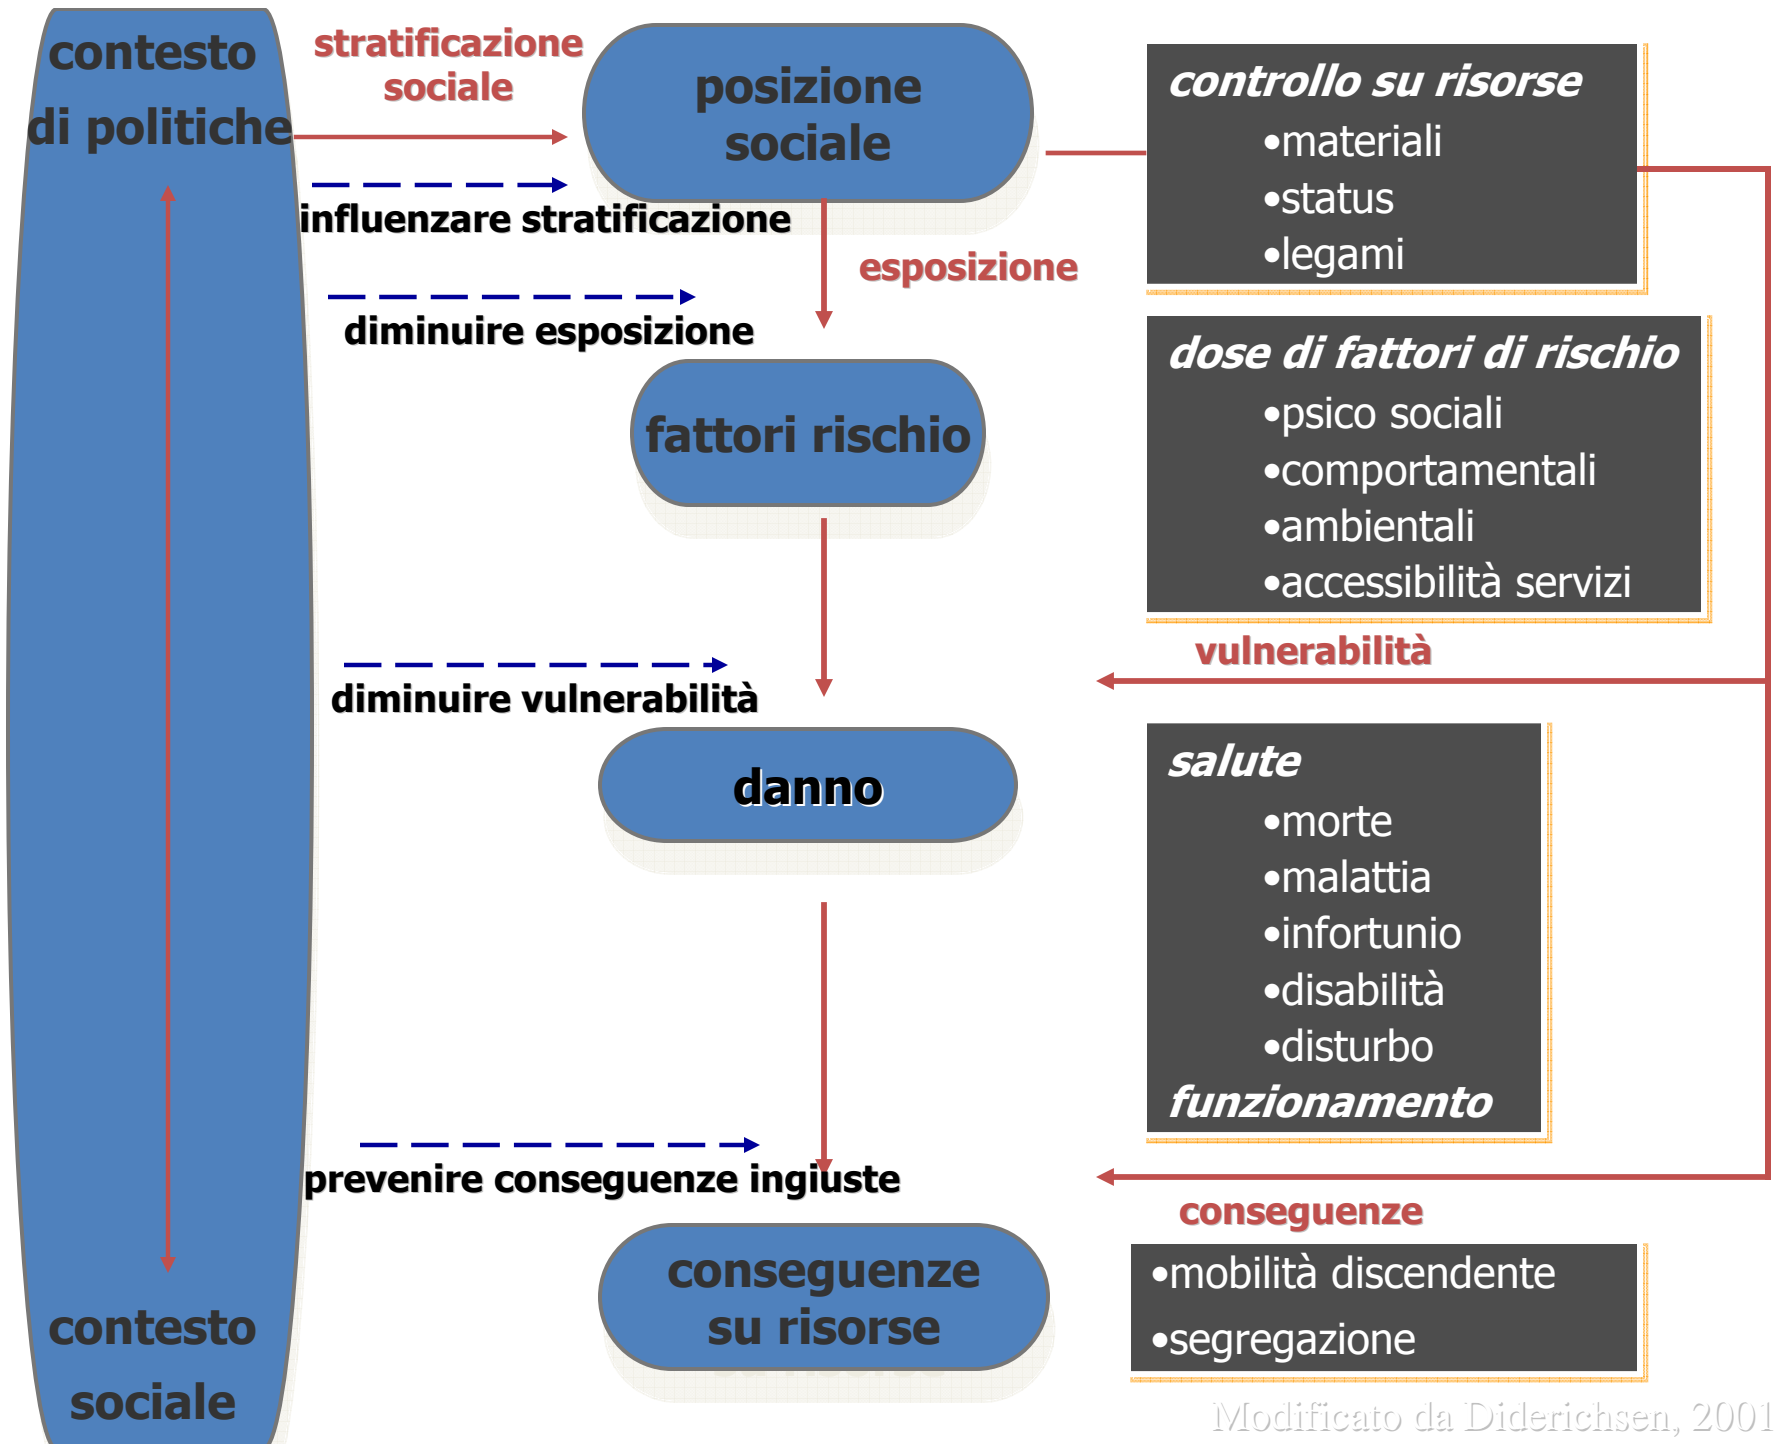 contesto
di politiche
stratificazione
sociale
posizione
sociale
controllo su risorse
•materiali
•status
•legami
influenzare stratificazione
esposizione
diminuire esposizione
dose di fattori di rischio
•psico sociali
•comportamentali
•ambientali
•accessibilità servizi
fattori rischio
vulnerabilità
diminuire vulnerabilità
danno
salute
•morte
•malattia
•infortunio
•disabilità
•disturbo
funzionamento
prevenire conseguenze ingiuste
conseguenze
conseguenze
su risorse
•mobilità discendente
•segregazione
contesto
sociale
Modificato da Diderichsen, 2001